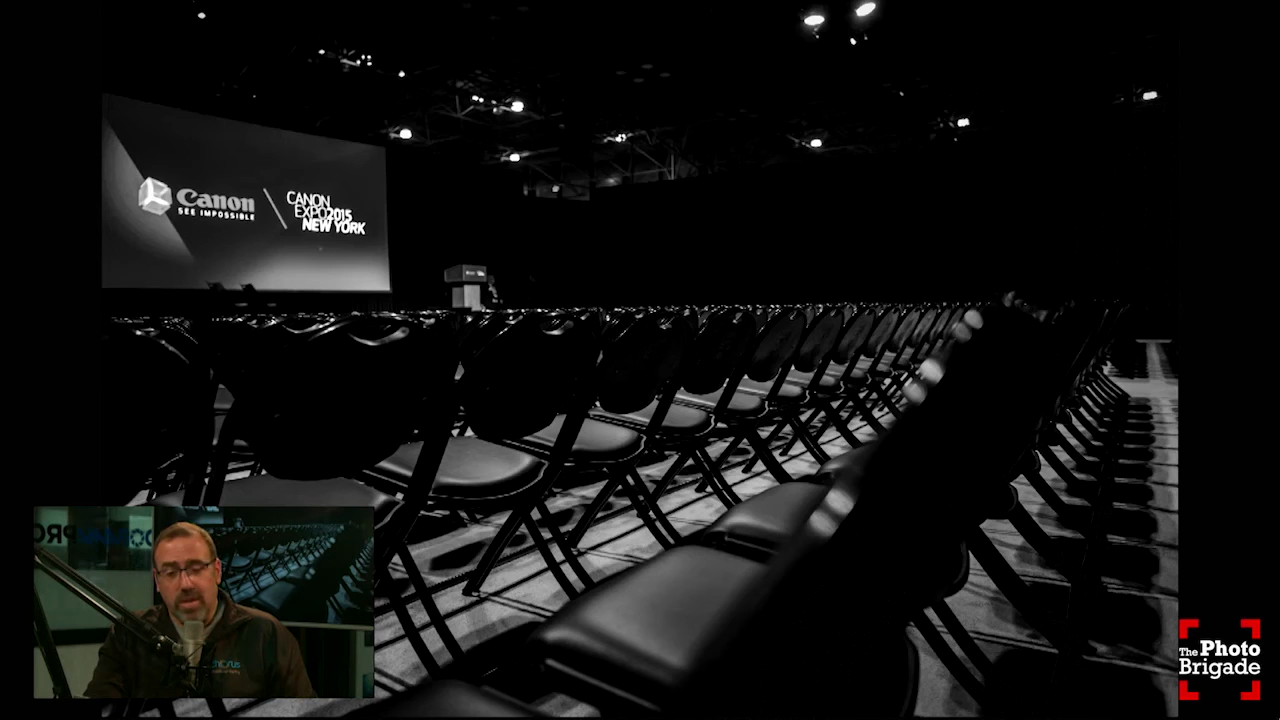 Canon
SEE IMPOSSIBLE
CANON
EXPO2015
NEW YORK
The Photo
Brigade